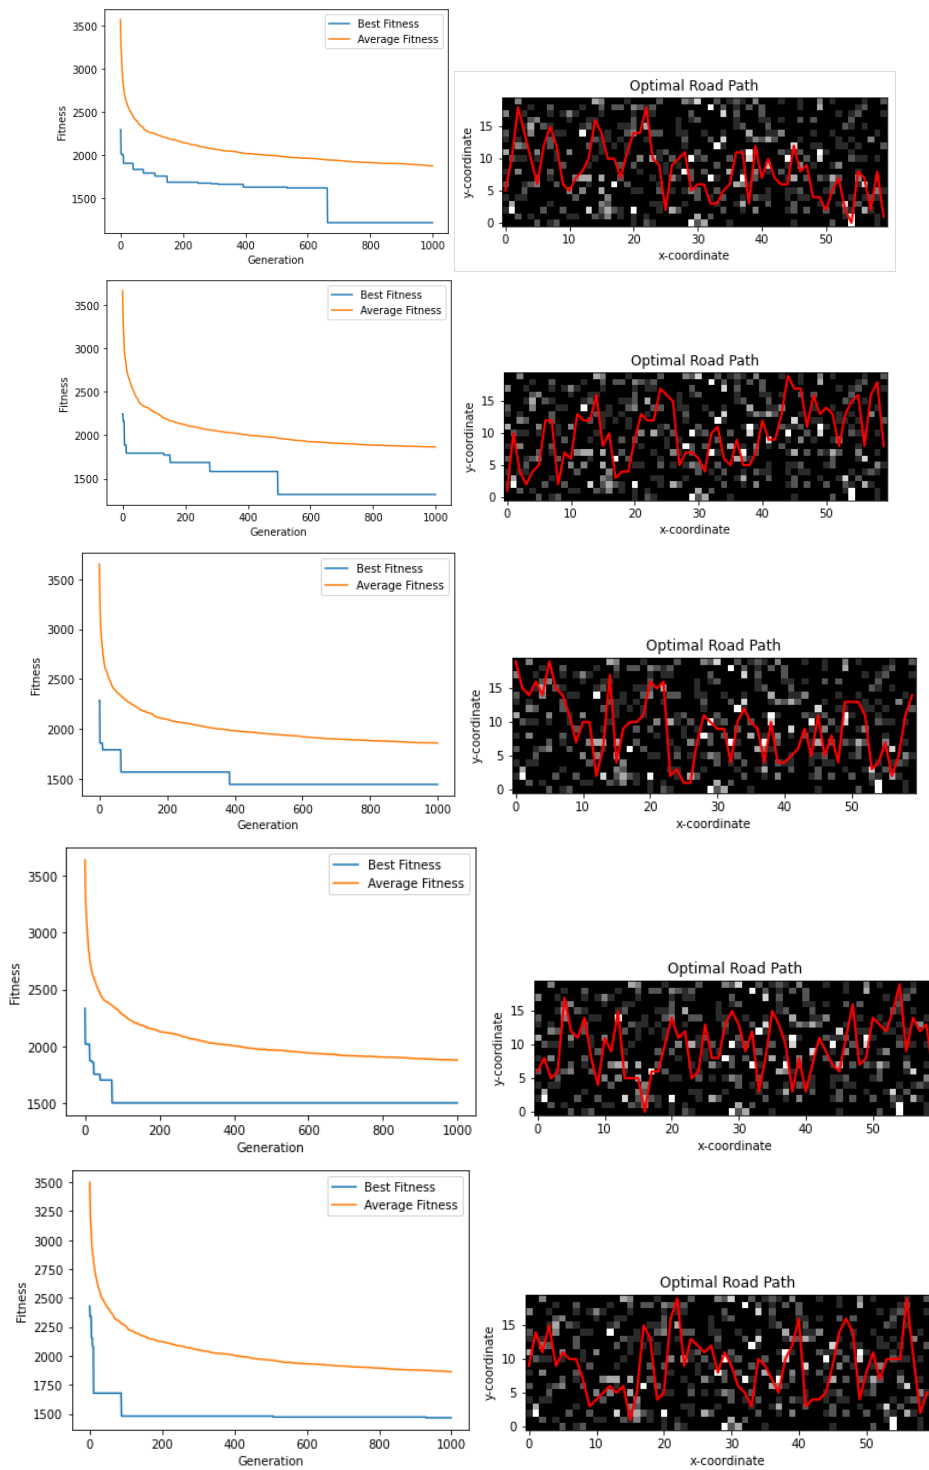 3500
3000
2500
2000
1500
Fitness
Best Fitness
Average Fitness
0 200 400 600 800 1000
Generation
Optimal Road Path
15
10
5
0
y-coordinate
0 10 20 30 40 50
x-coordinate
3500
3000
2500
2000
1500
Fitness
Best Fitness
Average Fitness
0 200 400 600 800 1000
Generation
Optimal Road Path
15
10
5
0
y-coordinate
0 10 20 30 40 50
x-coordinate
3500
3000
2500
2000
1500
Fitness
Best Fitness
Average Fitness
0 200 400 600 800 1000
Generation
Optimal Road Path
15
10
5
0
y-coordinate
0 10 20 30 40 50
x-coordinate
3500
3000
2500
2000
1500
Fitness
Best Fitness
Average Fitness
0 200 400 600 800 1000
Generation
Optimal Road Path
15
10
5
0
y-coordinate
0 10 20 30 40 50
x-coordinate
3500
3250
3000
2750
2500
2250
2000
1750
1500
Fitness
Best Fitness
Average Fitness
0 200 400 600 800 1000
Generation
Optimal Road Path
15
10
5
0
y-coordinate
0 10 20 30 40 50
x-coordinate